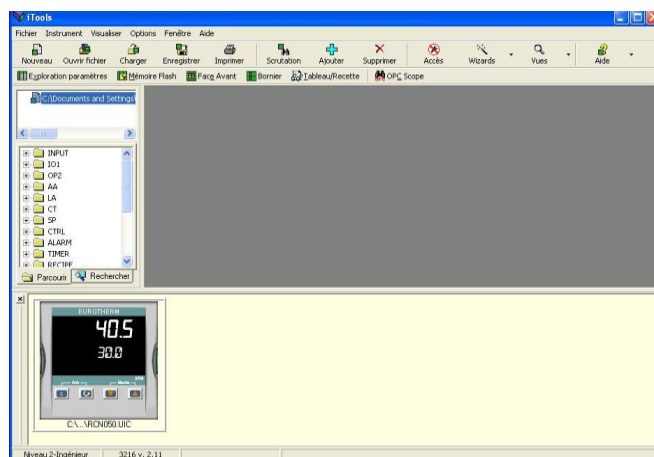 iTools
Fichier Instrument Visualiser Options Fenêtre Aide
Nouveau Ouvrir fichier Charger Enregistrer Imprimer Scrutation Ajouter Supprimer Accès Wizards Vues Aide
Exploration paramètres Mémoire Flash Face Avant Bornier Tableau/Recette OPC Scope
C:\Documents and Settings\
INPUT
IO1
OP2
AA
LA
CT
SP
CTRL
ALARM
TIMER
RECIPE
Parcourir Rechercher
EUROTHERM
40.5
30.0
C:\...\RCN050.UIC
Niveau 2-Ingénieur 3216 v. 2.11